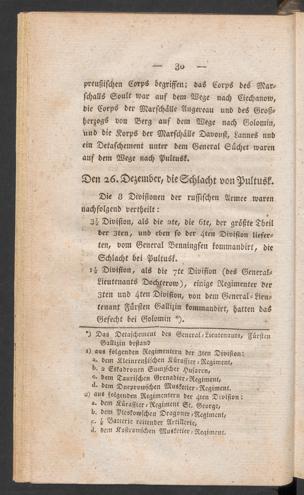 — 30 —
preußischen Corps begriffen; das Corps des Mar-
schalls Soult war auf dem Wege nach Ciechanow,
die Corps der Marschälle Augereau und des Groß-
herzogs von Berg auf dem Wege nach Golomin,
und die Korps der Marschälle Davoust, Lannes und
ein Detaschement unter dem General Süchet waren
auf dem Wege nach Pultusk.
Den 26. Dezember, die Schlacht von Pultusk.
Die 8 Divisionen der russischen Armee waren
nachfolgend vertheilt:
3½ Division, als die 2te, die 6te, der größte Theil
der 3ten, und eben so der 4ten Division liefer-
ten, vom General Benningsen kommandirt, die
Schlacht bei Pultusk.
1½ Division, als die 7te Division (des General-
Lieutenants Dochterow), einige Regimenter der
3ten und 4ten Division, von dem General-Lieu-
tenant Fürsten Gallizin kommandirt, hatten das
Gefecht bei Golomin *).
*) Das Detaschement des General-Lieutenants, Fürsten
Gallizin bestand
1) aus folgenden Regimentern der 3ten Division:
a. dem Kleinreußischen Kürassier-Regiment,
b. 2 Eskadronen Sumscher Husaren,
c. dem Taurischen Grenadier-Regiment,
d. dem Dneprowschen Musketier-Regiment.
2) aus folgenden Regimentern der 4ten Division:
a. dem Kürassier-Regiment St. George,
b. dem Pleskowschen Dragoner-Regiment,
c. ½ Batterie reitender Artillerie,
d. dem Kostromschen Musketier-Regiment.